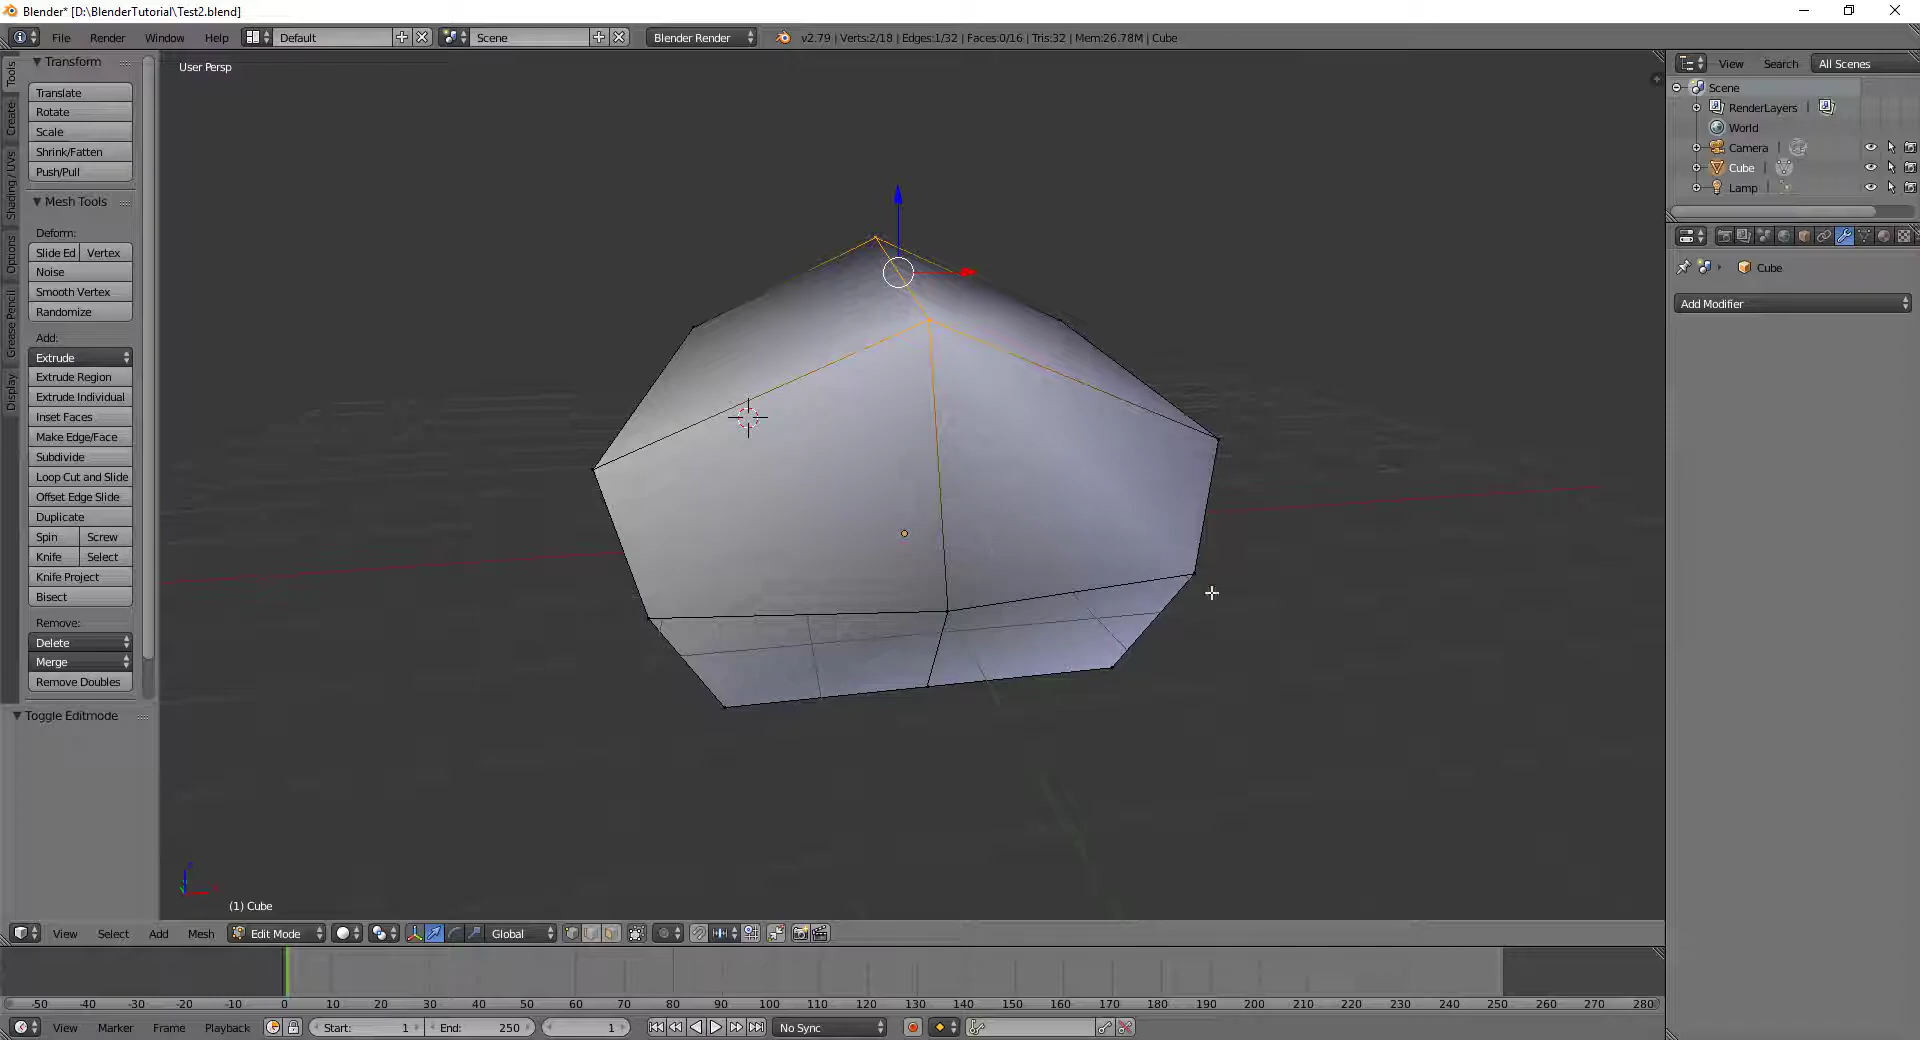 Blender* [D:\BlenderTutorial\Test2.blend]
File Render Window Help Default Scene Blender Render v2.79 | Verts:2/18 | Edges:1/32 | Faces:0/16 | Tris:32 | Mem:26.78M | Cube
Tools
Create
Shading / UVs
Options
Grease Pencil
Display
Transform
Translate
Rotate
Scale
Shrink/Fatten
Push/Pull
Mesh Tools
Deform:
Slide Ed Vertex
Noise
Smooth Vertex
Randomize
Add:
Extrude
Extrude Region
Extrude Individual
Inset Faces
Make Edge/Face
Subdivide
Loop Cut and Slide
Offset Edge Slide
Duplicate
Spin Screw
Knife Select
Knife Project
Bisect
Remove:
Delete
Merge
Remove Doubles
Toggle Editmode
User Persp
(1) Cube
View Search All Scenes
Scene
RenderLayers
World
Camera
Cube
Lamp
Cube
Add Modifier
View Select Add Mesh Edit Mode Global
-50 -40 -30 -20 -10 0 10 20 30 40 50 60 70 80 90 100 110 120 130 140 150 160 170 180 190 200 210 220 230 240 250 260 270 280
View Marker Frame Playback Start: 1 End: 250 1 No Sync